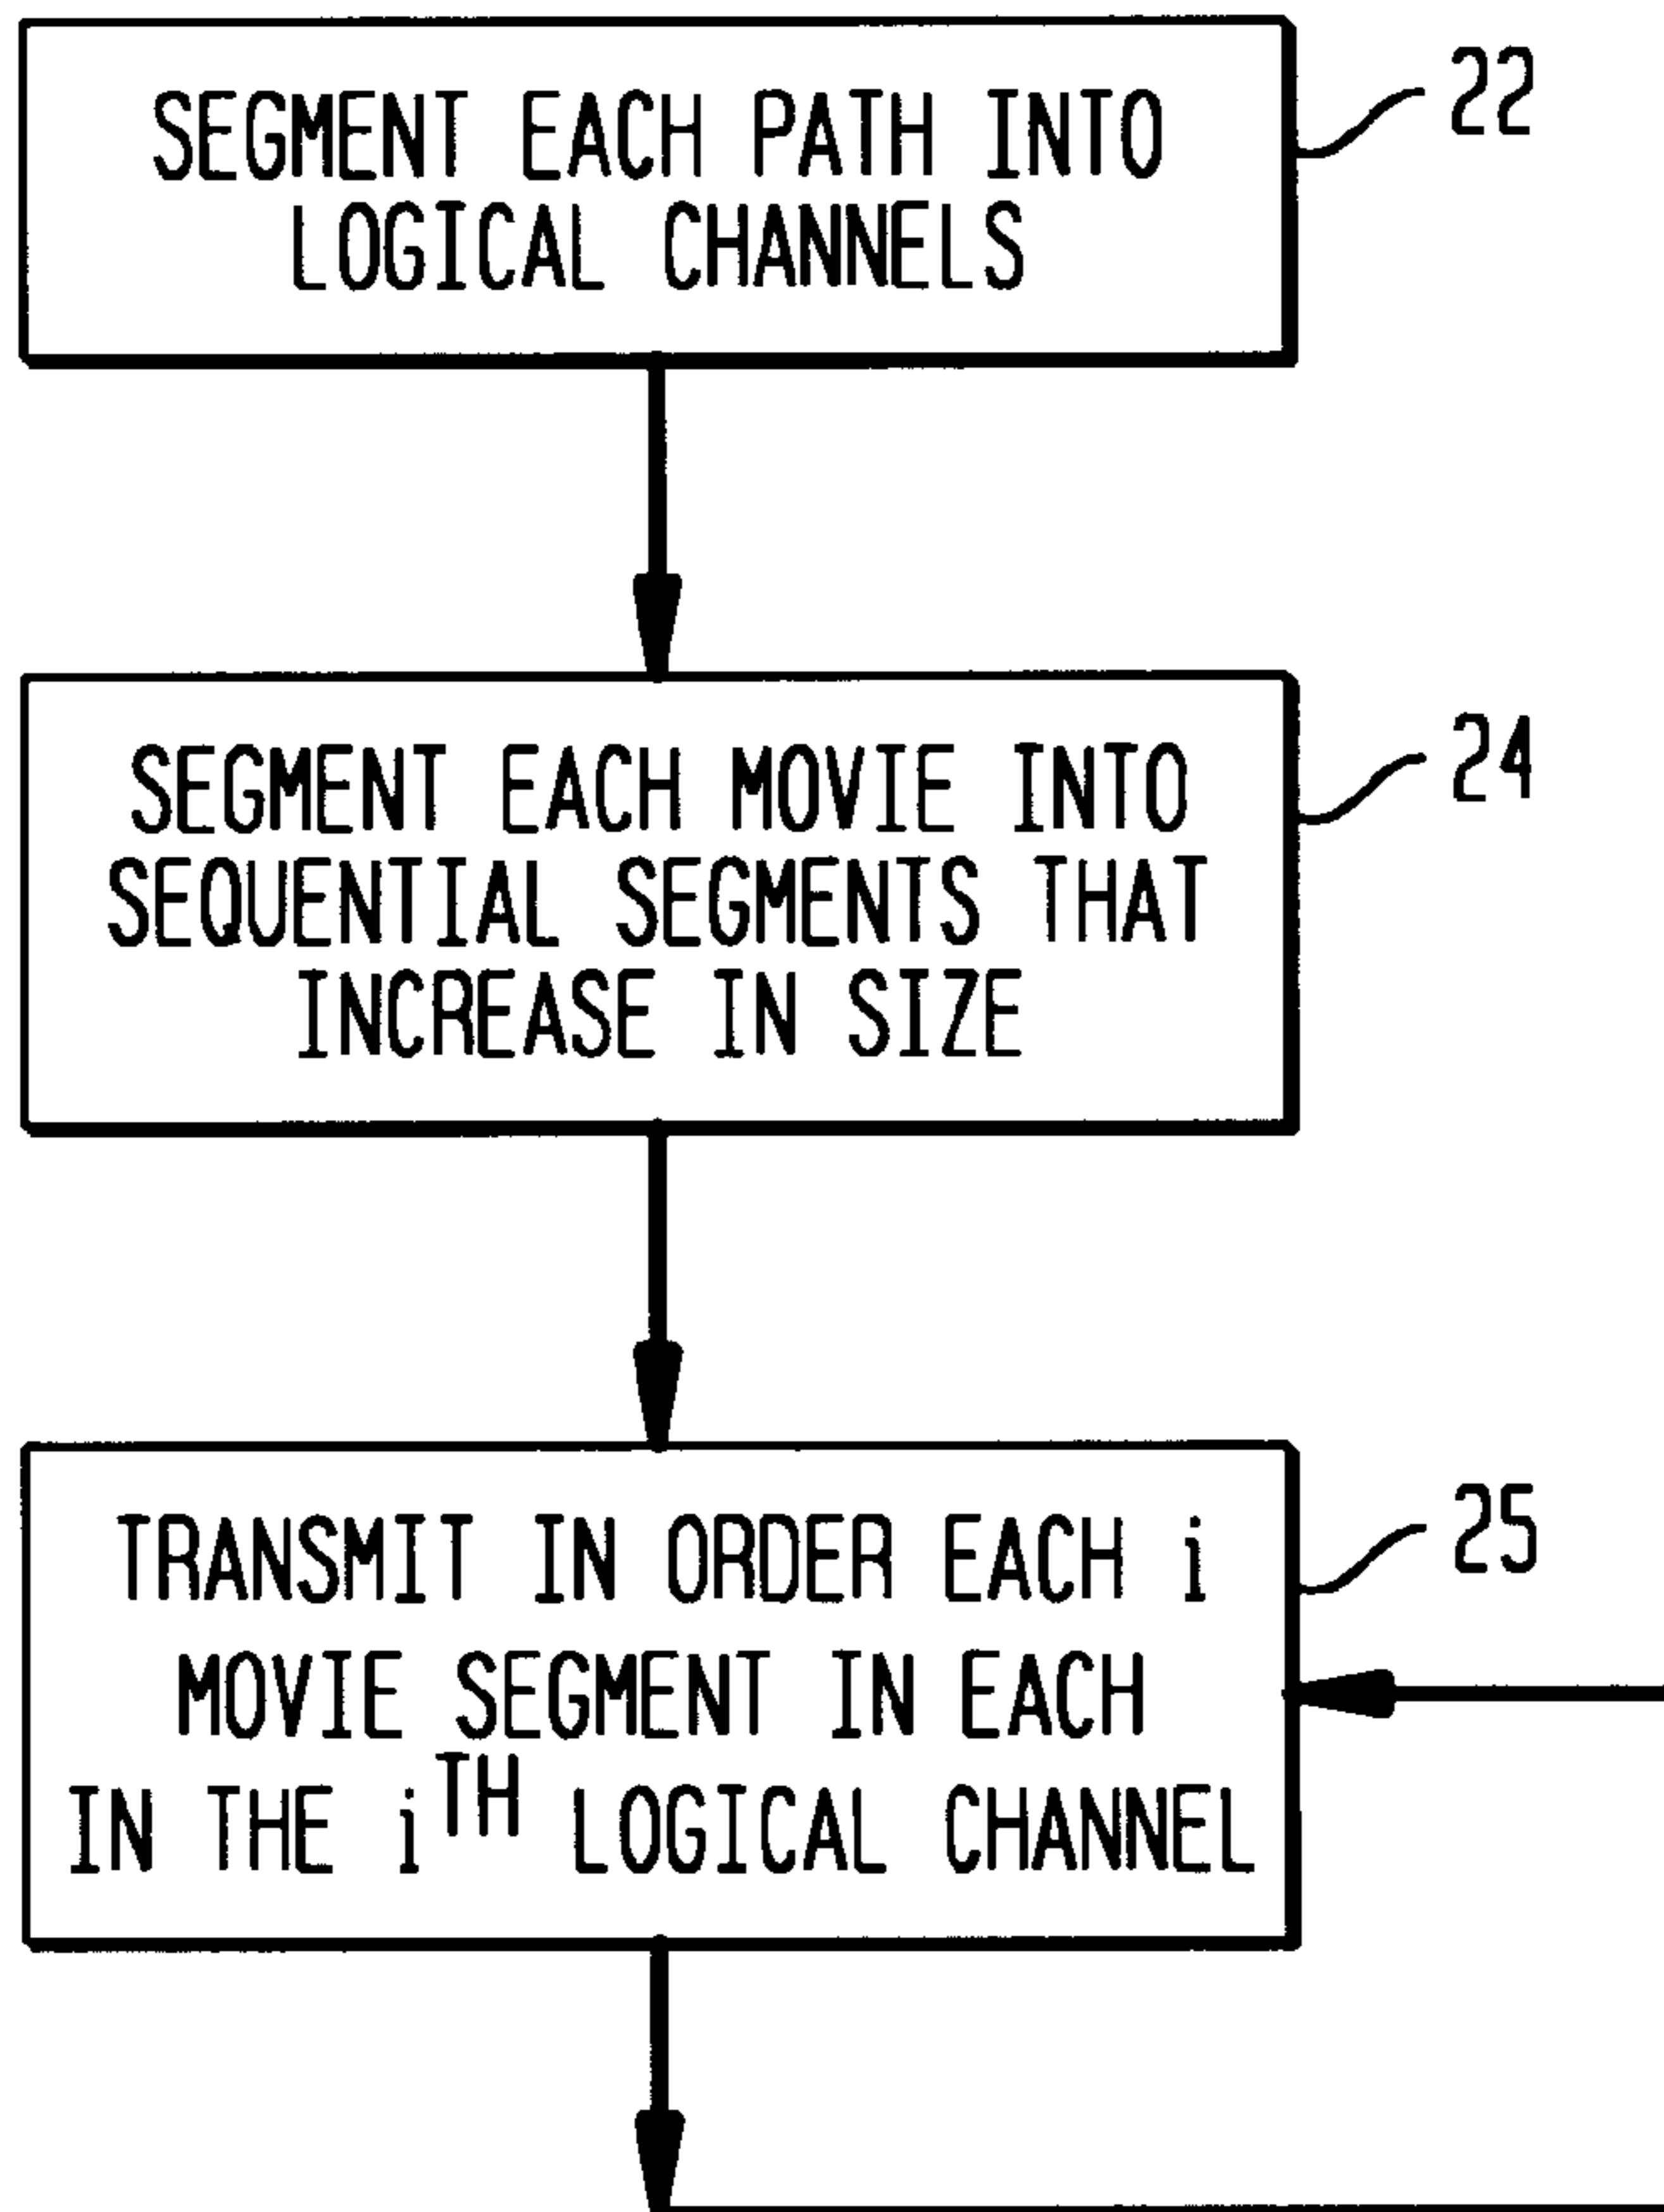 SEGMENT EACH PATH INTO
LOGICAL CHANNELS
22
SEGMENT EACH MOVIE INTO
SEQUENTIAL SEGMENTS THAT
INCREASE IN SIZE
24
TRANSMIT IN ORDER EACH i
MOVIE SEGMENT IN EACH
IN THE iTH LOGICAL CHANNEL
25